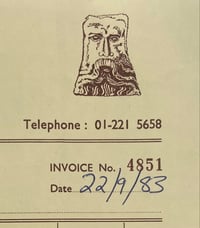 Telephone : 01-221 5658
INVOICE No. 4851
Date 22/9/83